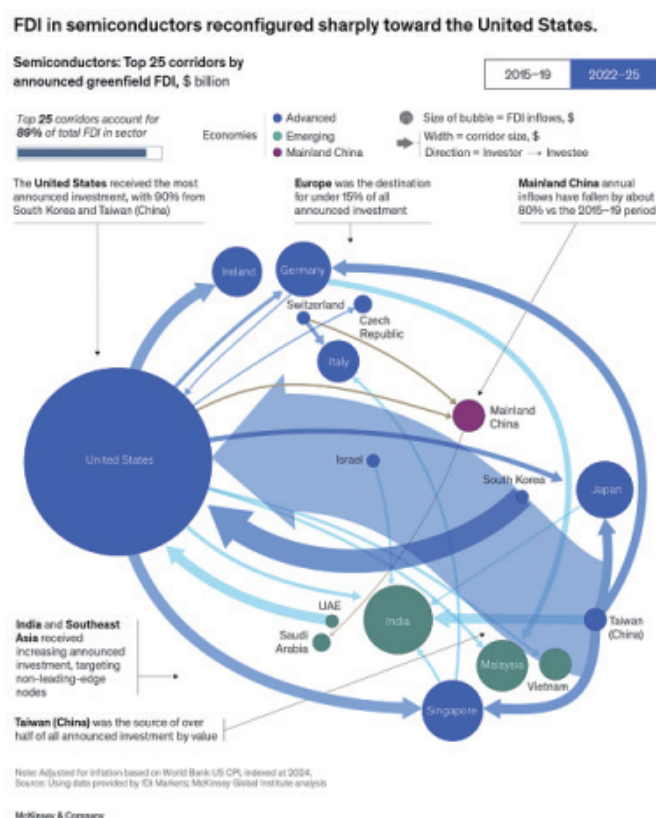 FDI in semiconductors reconfigured sharply toward the United States.
Semiconductors: Top 25 corridors by
announced greenfield FDI, $ billion
2015–19
2022–25
Top 25 corridors account for
89% of total FDI in sector
Economies
Advanced
Emerging
Mainland China
Size of bubble = FDI inflows, $
Width = corridor size, $
Direction = Investor → Investee
The United States received the most
announced investment, with 90% from
South Korea and Taiwan (China)
Europe was the destination
for under 15% of all
announced investment
Mainland China annual
inflows have fallen by about
80% vs the 2015–19 period
Ireland
Germany
Switzerland
Czech
Republic
Italy
Mainland
China
United States
Israel
South Korea
Japan
UAE
Saudi
Arabia
India
Taiwan
(China)
Malaysia
Vietnam
Singapore
India and Southeast
Asia received
increasing announced
investment, targeting
non-leading-edge
nodes
Taiwan (China) was the source of over
half of all announced investment by value
Note: Adjusted for inflation based on World Bank US CPI, indexed at 2024.
Source: Using data provided by fDi Markets; McKinsey Global Institute analysis
McKinsey & Company